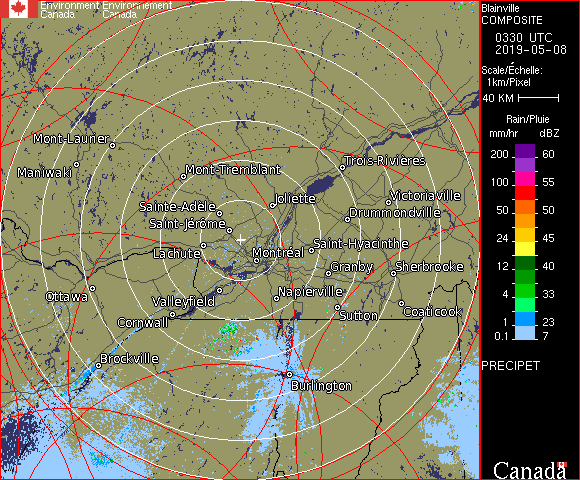 Environment Environnement
Canada Canada
Blainville
COMPOSITE
0330 UTC
2019-05-08
Scale/Échelle:
1km/Pixel
40 KM
Rain/Pluie
mm/hr dBZ
200 60
150 57
100 55
50 50
24 45
12 40
4 33
1 23
0.1 7
PRECIPET
Mont-Laurier
Maniwaki
Mont-Tremblant
Trois-Rivières
Joliette
Victoriaville
Sainte-Adèle
Drummondville
Saint-Jérôme
Saint-Hyacinthe
Lachute
Montréal
Granby
Sherbrooke
Ottawa
Valleyfield
Napierville
Cornwall
Sutton
Coaticook
Brockville
Burlington
Canada